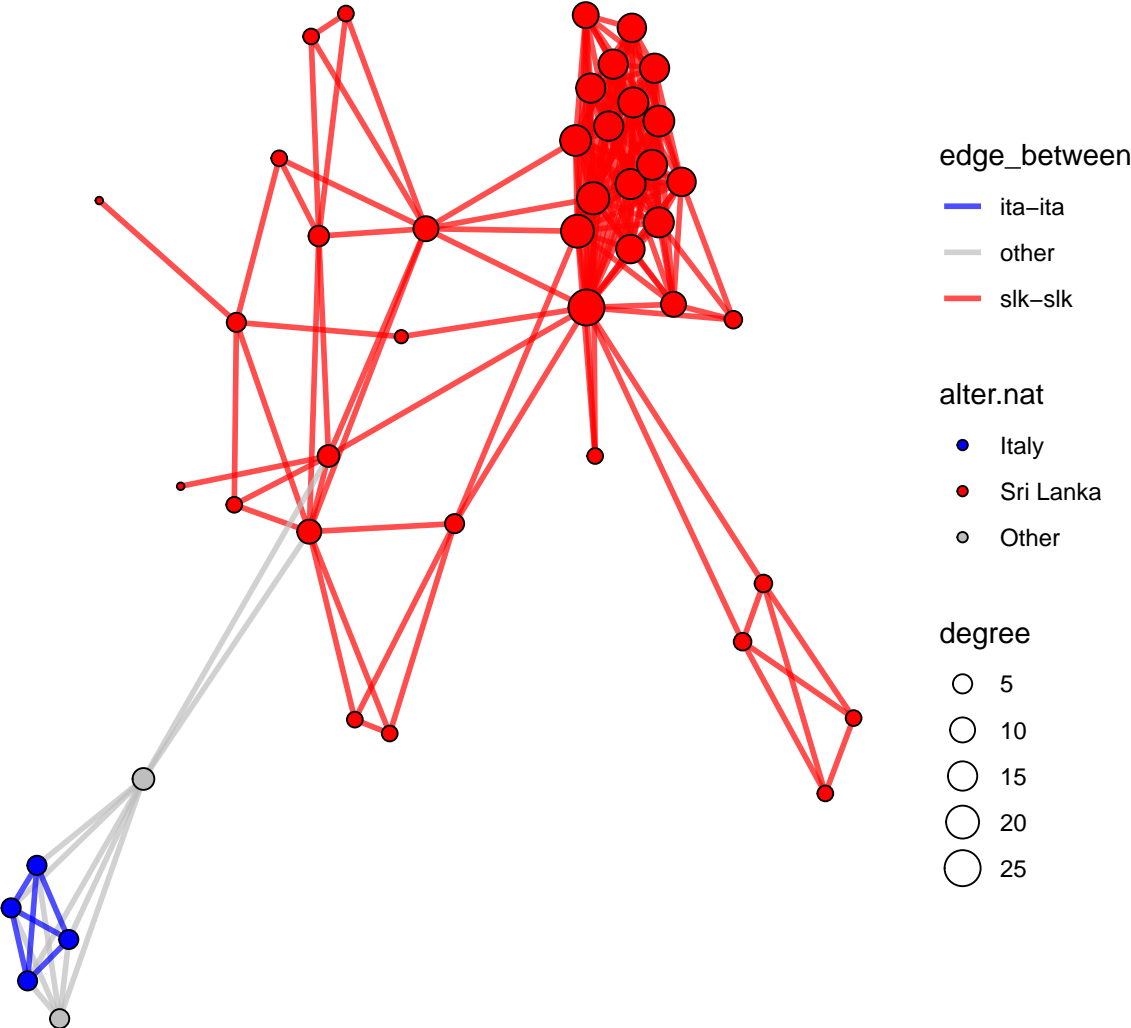 edge_between
ita−ita
other
slk−slk
alter.nat
Italy
Sri Lanka
Other
degree
5
10
15
20
25